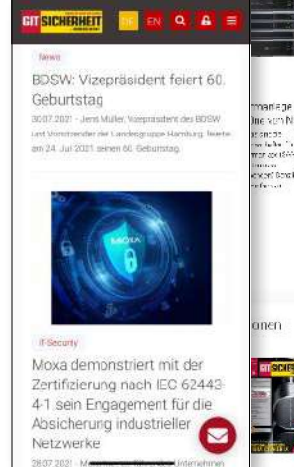 GIT SICHERHEIT
DE EN
News
BDSW: Vizepräsident feiert 60.
Geburtstag
30.07.2021 - Jens Müller, Vizepräsident des BDSW
und Vorsitzender der Landesgruppe Hamburg, feierte
am 24. Juli 2021 seinen 60. Geburtstag.
MOXA
IT-Security
Moxa demonstriert mit der
Zertifizierung nach IEC 62443-
4-1 sein Engagement für die
Absicherung industrieller
Netzwerke
28.07.2021 - Unternehmen
onen